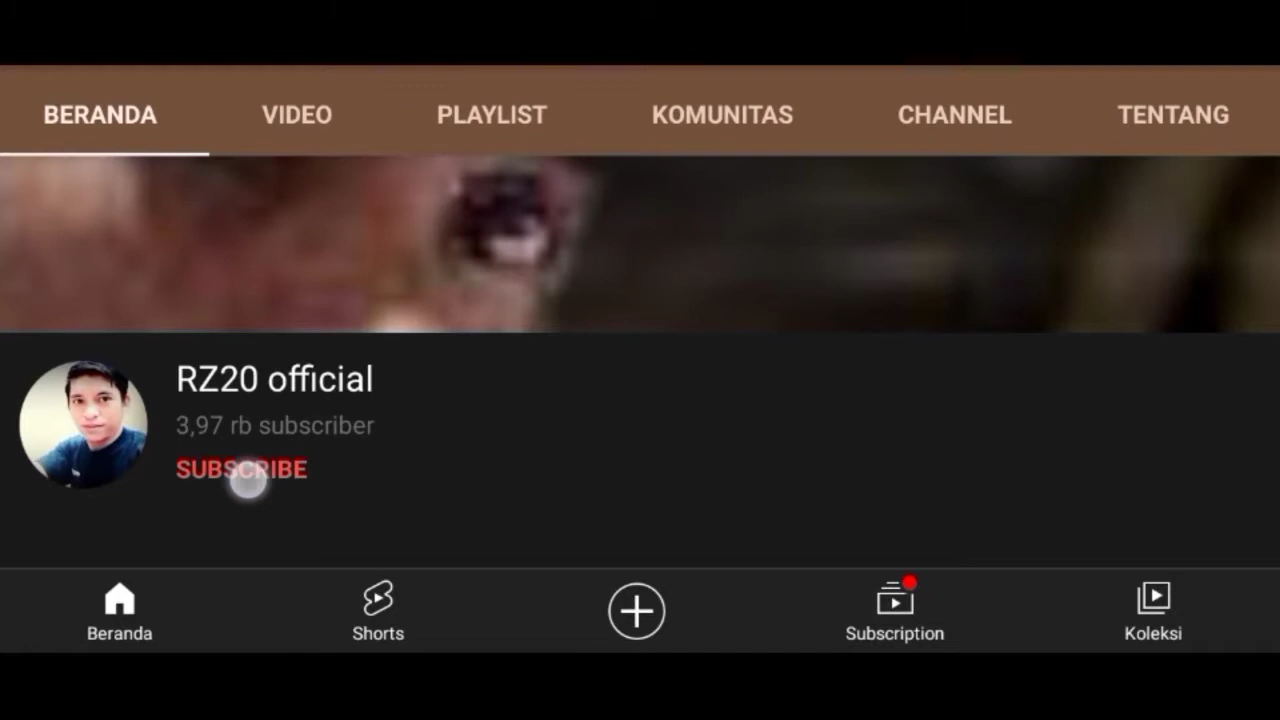 BERANDA VIDEO PLAYLIST KOMUNITAS CHANNEL TENTANG
RZ20 official
3,97 rb subscriber
SUBSCRIBE
Beranda Shorts Subscription Koleksi